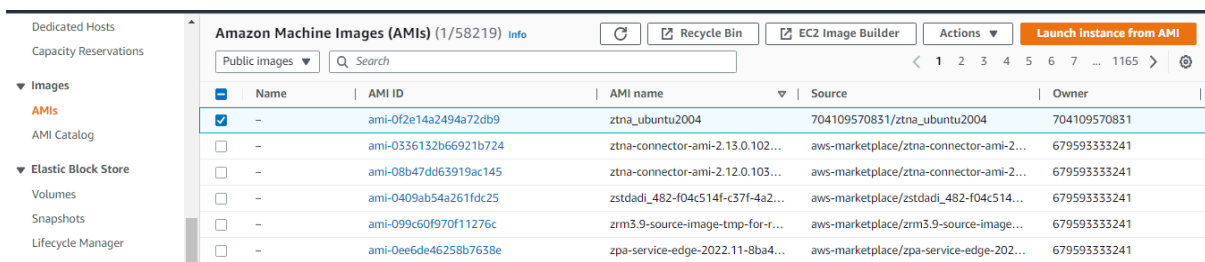 Dedicated Hosts
Capacity Reservations
Images
AMIs
AMI Catalog
Elastic Block Store
Volumes
Snapshots
Lifecycle Manager
Amazon Machine Images (AMIs) (1/58219) Info
Recycle Bin
EC2 Image Builder
Actions
Launch instance from AMI
Public images
Search
1 2 3 4 5 6 7 ... 1165
Name AMI ID AMI name Source Owner
– ami-0f2e14a2494a72db9 ztna_ubuntu2004 704109570831/ztna_ubuntu2004 704109570831
– ami-0336132b66921b724 ztna-connector-ami-2.13.0.102... aws-marketplace/ztna-connector-ami-2... 679593333241
– ami-08b47dd63919ac145 ztna-connector-ami-2.12.0.103... aws-marketplace/ztna-connector-ami-2... 679593333241
– ami-0409ab54a261fdc25 zstdadi_482-f04c514f-c37f-4a2... aws-marketplace/zstdadi_482-f04c514... 679593333241
– ami-099c60f970f11276c zrm3.9-source-image-tmp-for-r... aws-marketplace/zrm3.9-source-image... 679593333241
– ami-0ee6de46258b7638e zpa-service-edge-2022.11-8ba4... aws-marketplace/zpa-service-edge-202... 679593333241